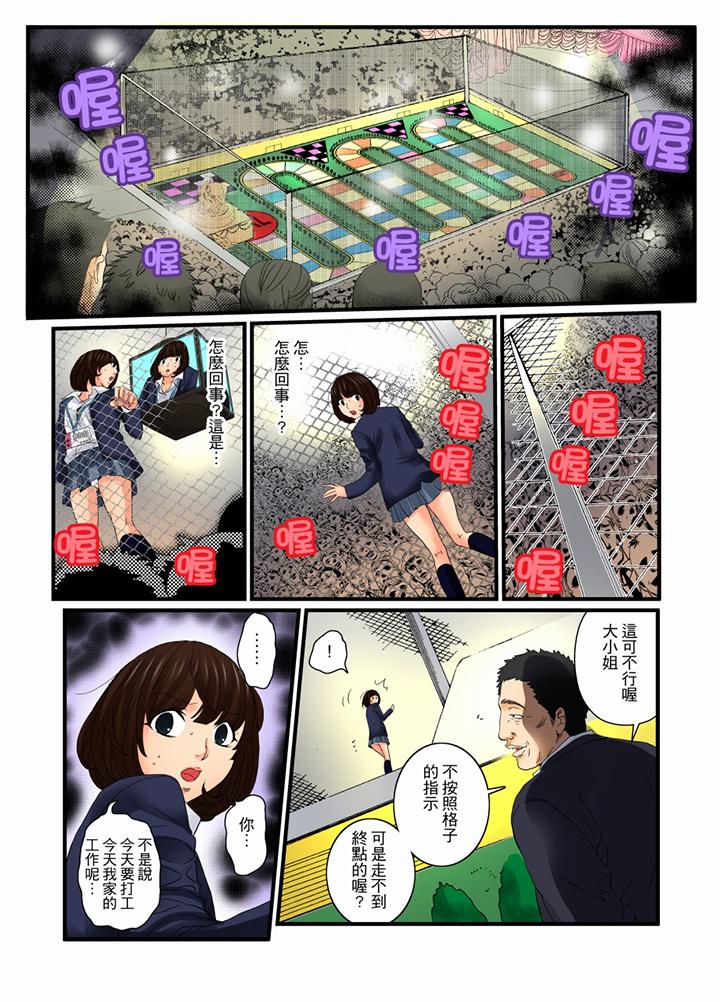 喔
喔
喔
喔
喔
喔
喔
喔
喔
喔
喔
怎…
怎麼回事…？
喔
喔
喔
喔
怎麼回事？這是…
喔
喔
這可不行喔
大小姐
！
不按照格子
的指示
可是走不到
終點的喔？
……
你…
不是說
今天要打工
今天我家的
工作呢…